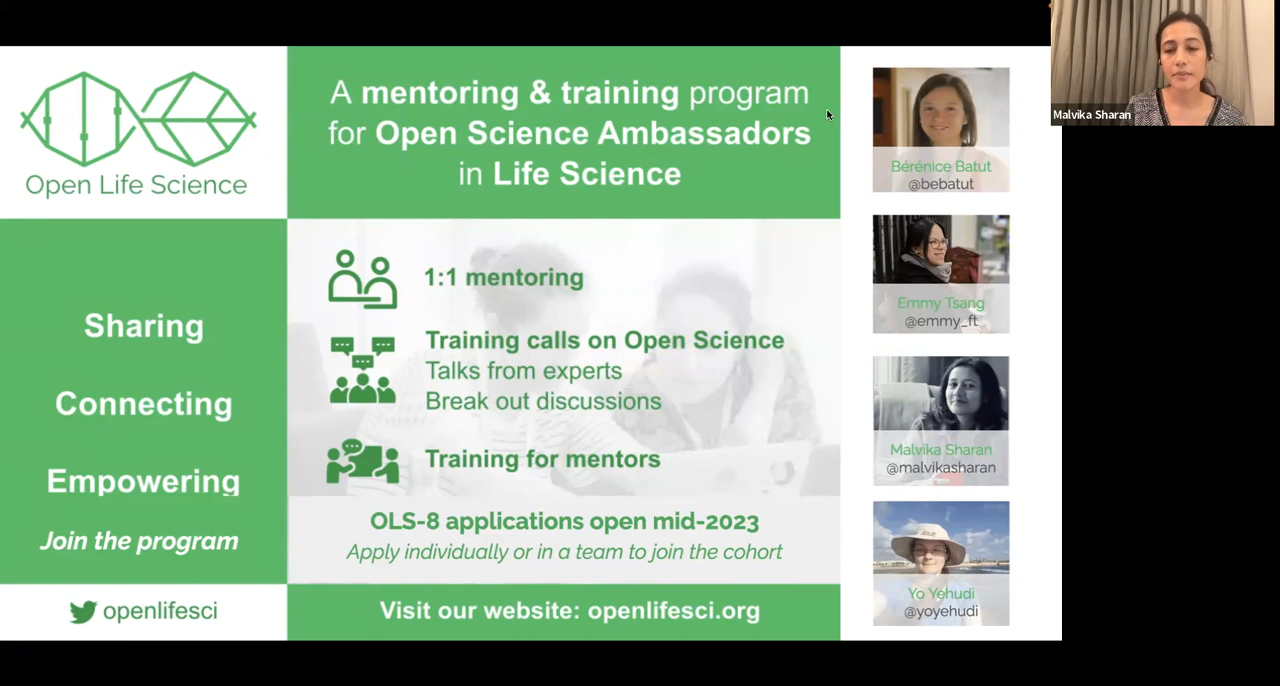 Open Life Science
A mentoring & training program
for Open Science Ambassadors
in Life Science
Sharing
Connecting
Empowering
Join the program
openlifesci
1:1 mentoring
Training calls on Open Science
Talks from experts
Break out discussions
Training for mentors
OLS-8 applications open mid-2023
Apply individually or in a team to join the cohort
Visit our website: openlifesci.org
Bérénice Batut
@bebatut
Emmy Tsang
@emmy_ft
Malvika Sharan
@malvikasharan
Yo Yehudi
@yoyehudi
Malvika Sharan